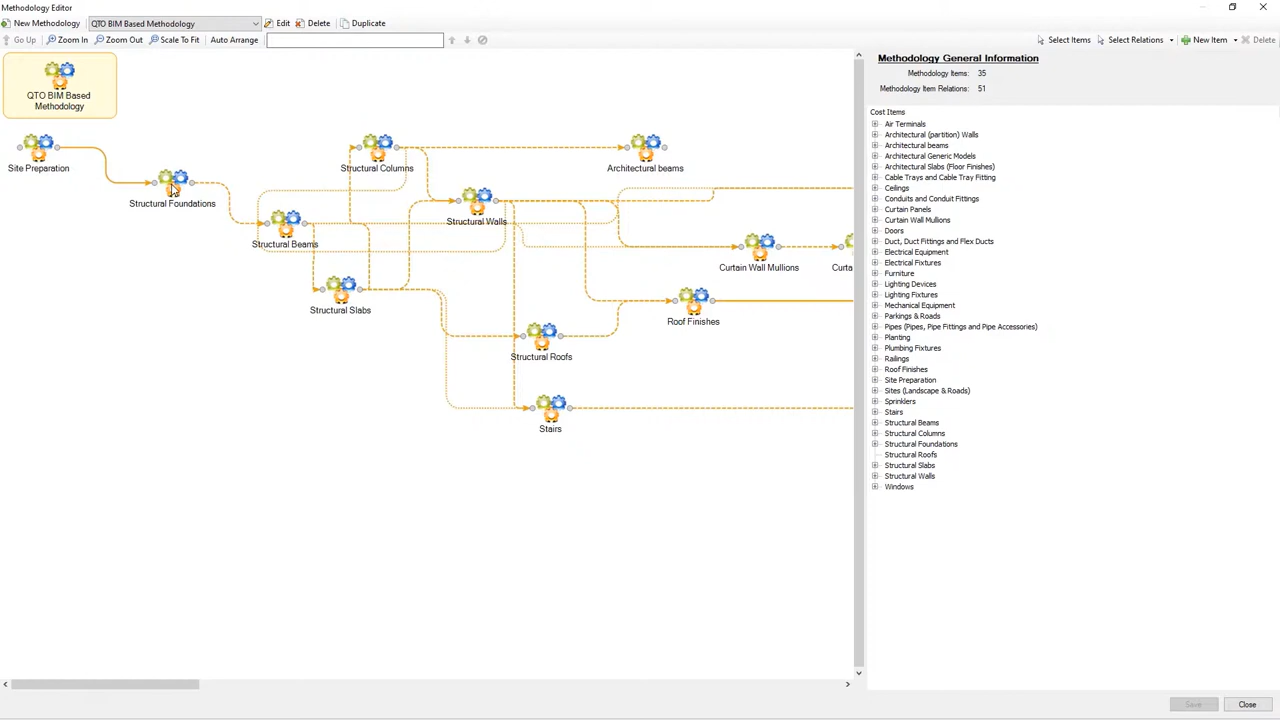 Methodology Editor
New Methodology QTO BIM Based Methodology Edit Delete Duplicate
Go Up Zoom In Zoom Out Scale To Fit Auto Arrange Select Items Select Relations New Item Delete
QTO BIM Based
Methodology
Site Preparation
Structural Foundations
Structural Columns
Architectural beams
Structural Walls
Structural Beams
Curtain Wall Mullions
Structural Slabs
Roof Finishes
Structural Roofs
Stairs
Methodology General Information
Methodology Items: 35
Methodology Item Relations: 51
Cost Items
Air Terminals
Architectural (partition) Walls
Architectural beams
Architectural Generic Models
Architectural Slabs (Floor Finishes)
Cable Trays and Cable Tray Fitting
Ceilings
Conduits and Conduit Fittings
Curtain Panels
Curtain Wall Mullions
Doors
Duct, Duct Fittings and Flex Ducts
Electrical Equipment
Electrical Fixtures
Furniture
Lighting Devices
Lighting Fixtures
Mechanical Equipment
Parkings & Roads
Pipes (Pipes, Pipe Fittings and Pipe Accessories)
Planting
Plumbing Fixtures
Railings
Roof Finishes
Site Preparation
Sites (Landscape & Roads)
Sprinklers
Stairs
Structural Beams
Structural Columns
Structural Foundations
Structural Roofs
Structural Slabs
Structural Walls
Windows
Save Close